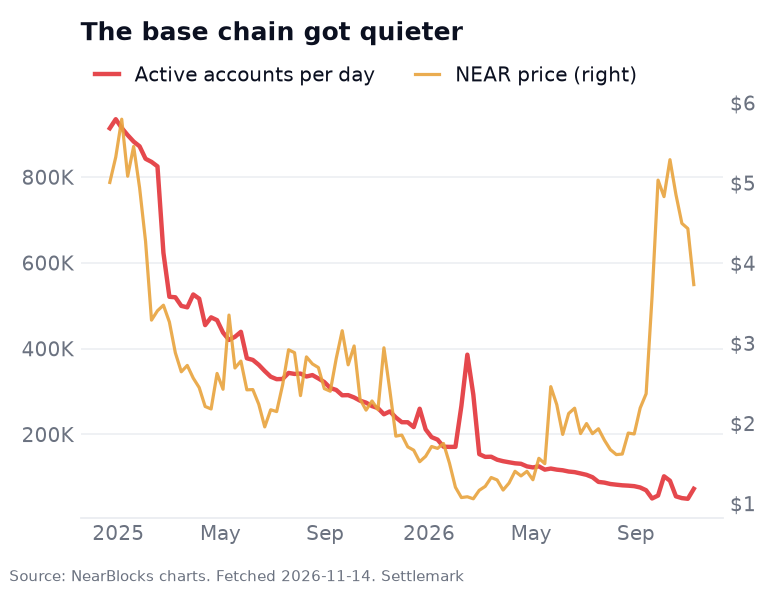 The base chain got quieter
Active accounts per day
NEAR price (right)
$6
800K
$5
600K
$4
400K
$3
200K
$2
$1
2025
May
Sep
2026
May
Sep
Source: NearBlocks charts. Fetched 2026-11-14. Settlemark